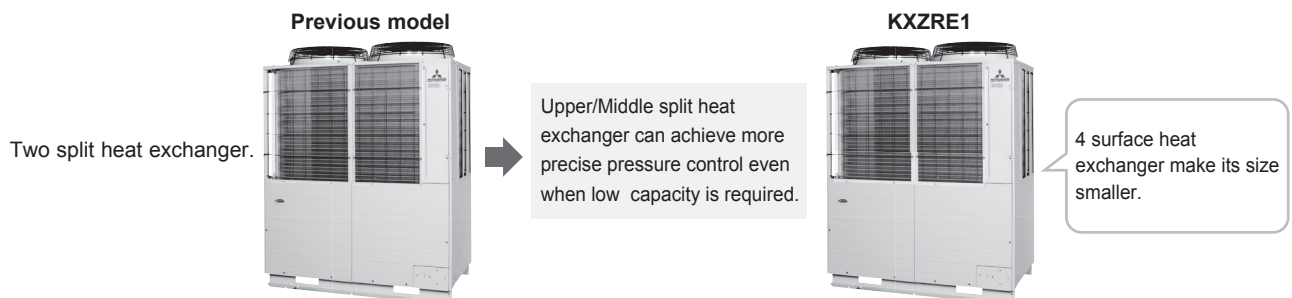 Previous model
KXZRE1
Two split heat exchanger.
Upper/Middle split heat
exchanger can achieve more
precise pressure control even
when low capacity is required.
4 surface heat
exchanger make its size
smaller.